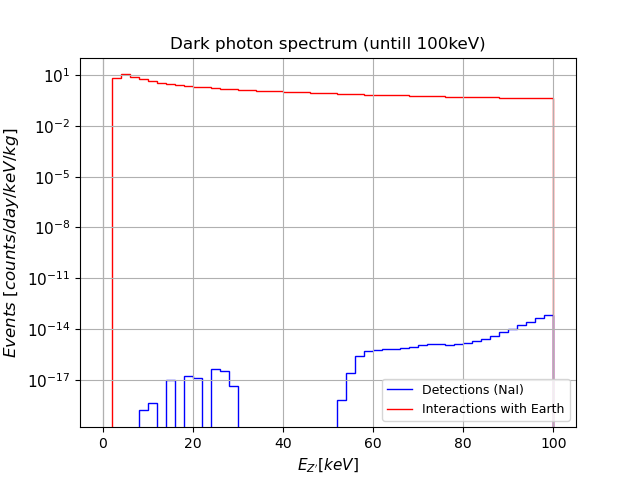 Dark photon spectrum (untill 100keV)
Events [counts/day/keV/kg]
10^1
10^-2
10^-5
10^-8
10^-11
10^-14
10^-17
Detections (NaI)
Interactions with Earth
0 20 40 60 80 100
E_Z' [keV]